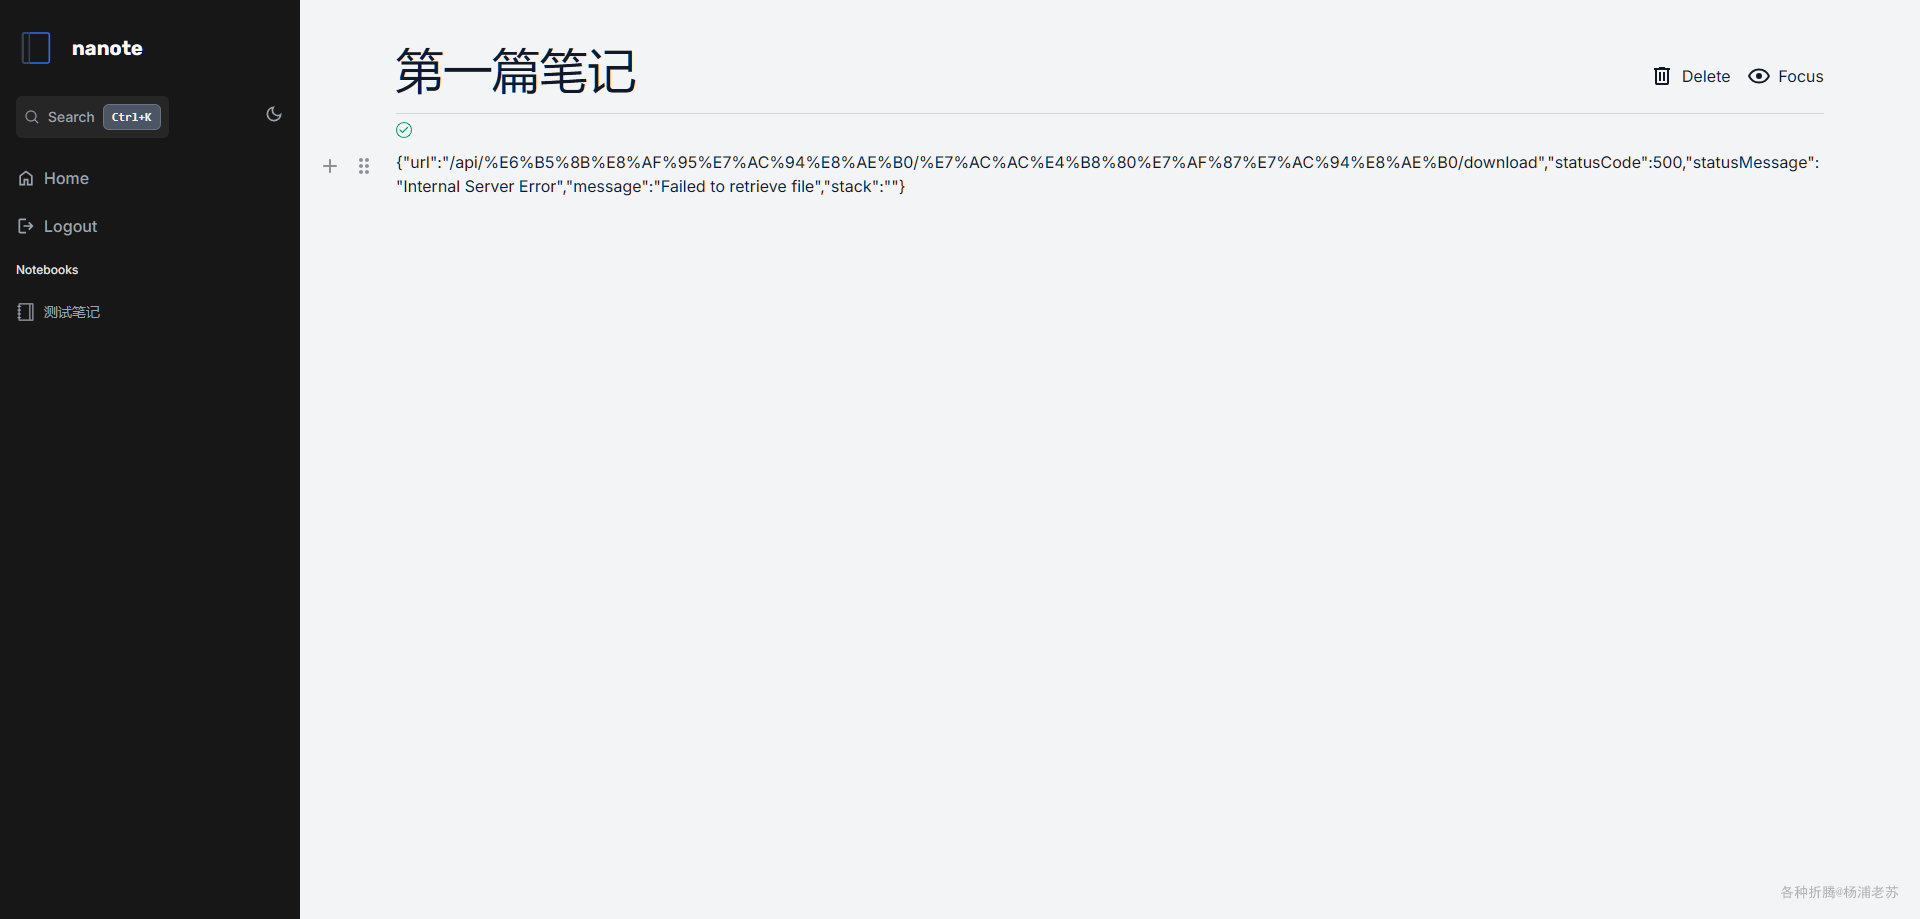 nanote
Search Ctrl+K
Home
Logout
Notebooks
测试笔记
第一篇笔记
Delete Focus
{"url":"/api/%E6%B5%8B%E8%AF%95%E7%AC%94%E8%AE%B0/%E7%AC%AC%E4%B8%80%E7%AF%87%E7%AC%94%E8%AE%B0/download","statusCode":500,"statusMessage":
"Internal Server Error","message":"Failed to retrieve file","stack":""}
各种折腾@杨浦老苏